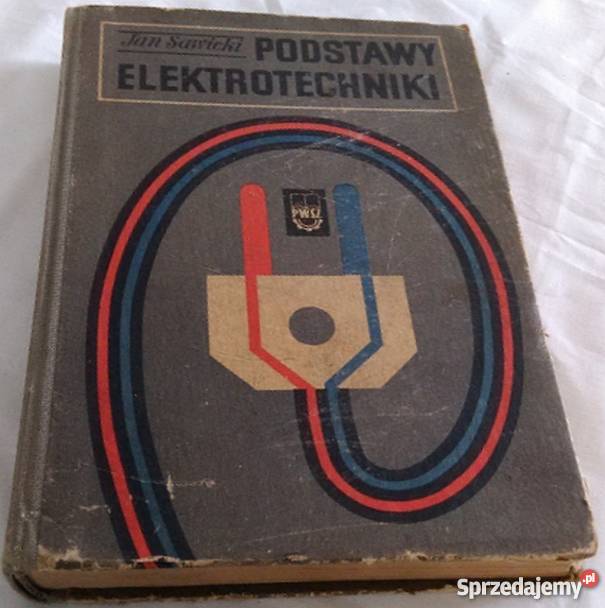 Jan Sawicki PODSTAWY
ELEKTROTECHNIKI
PWSZ
Sprzedajemy.pl